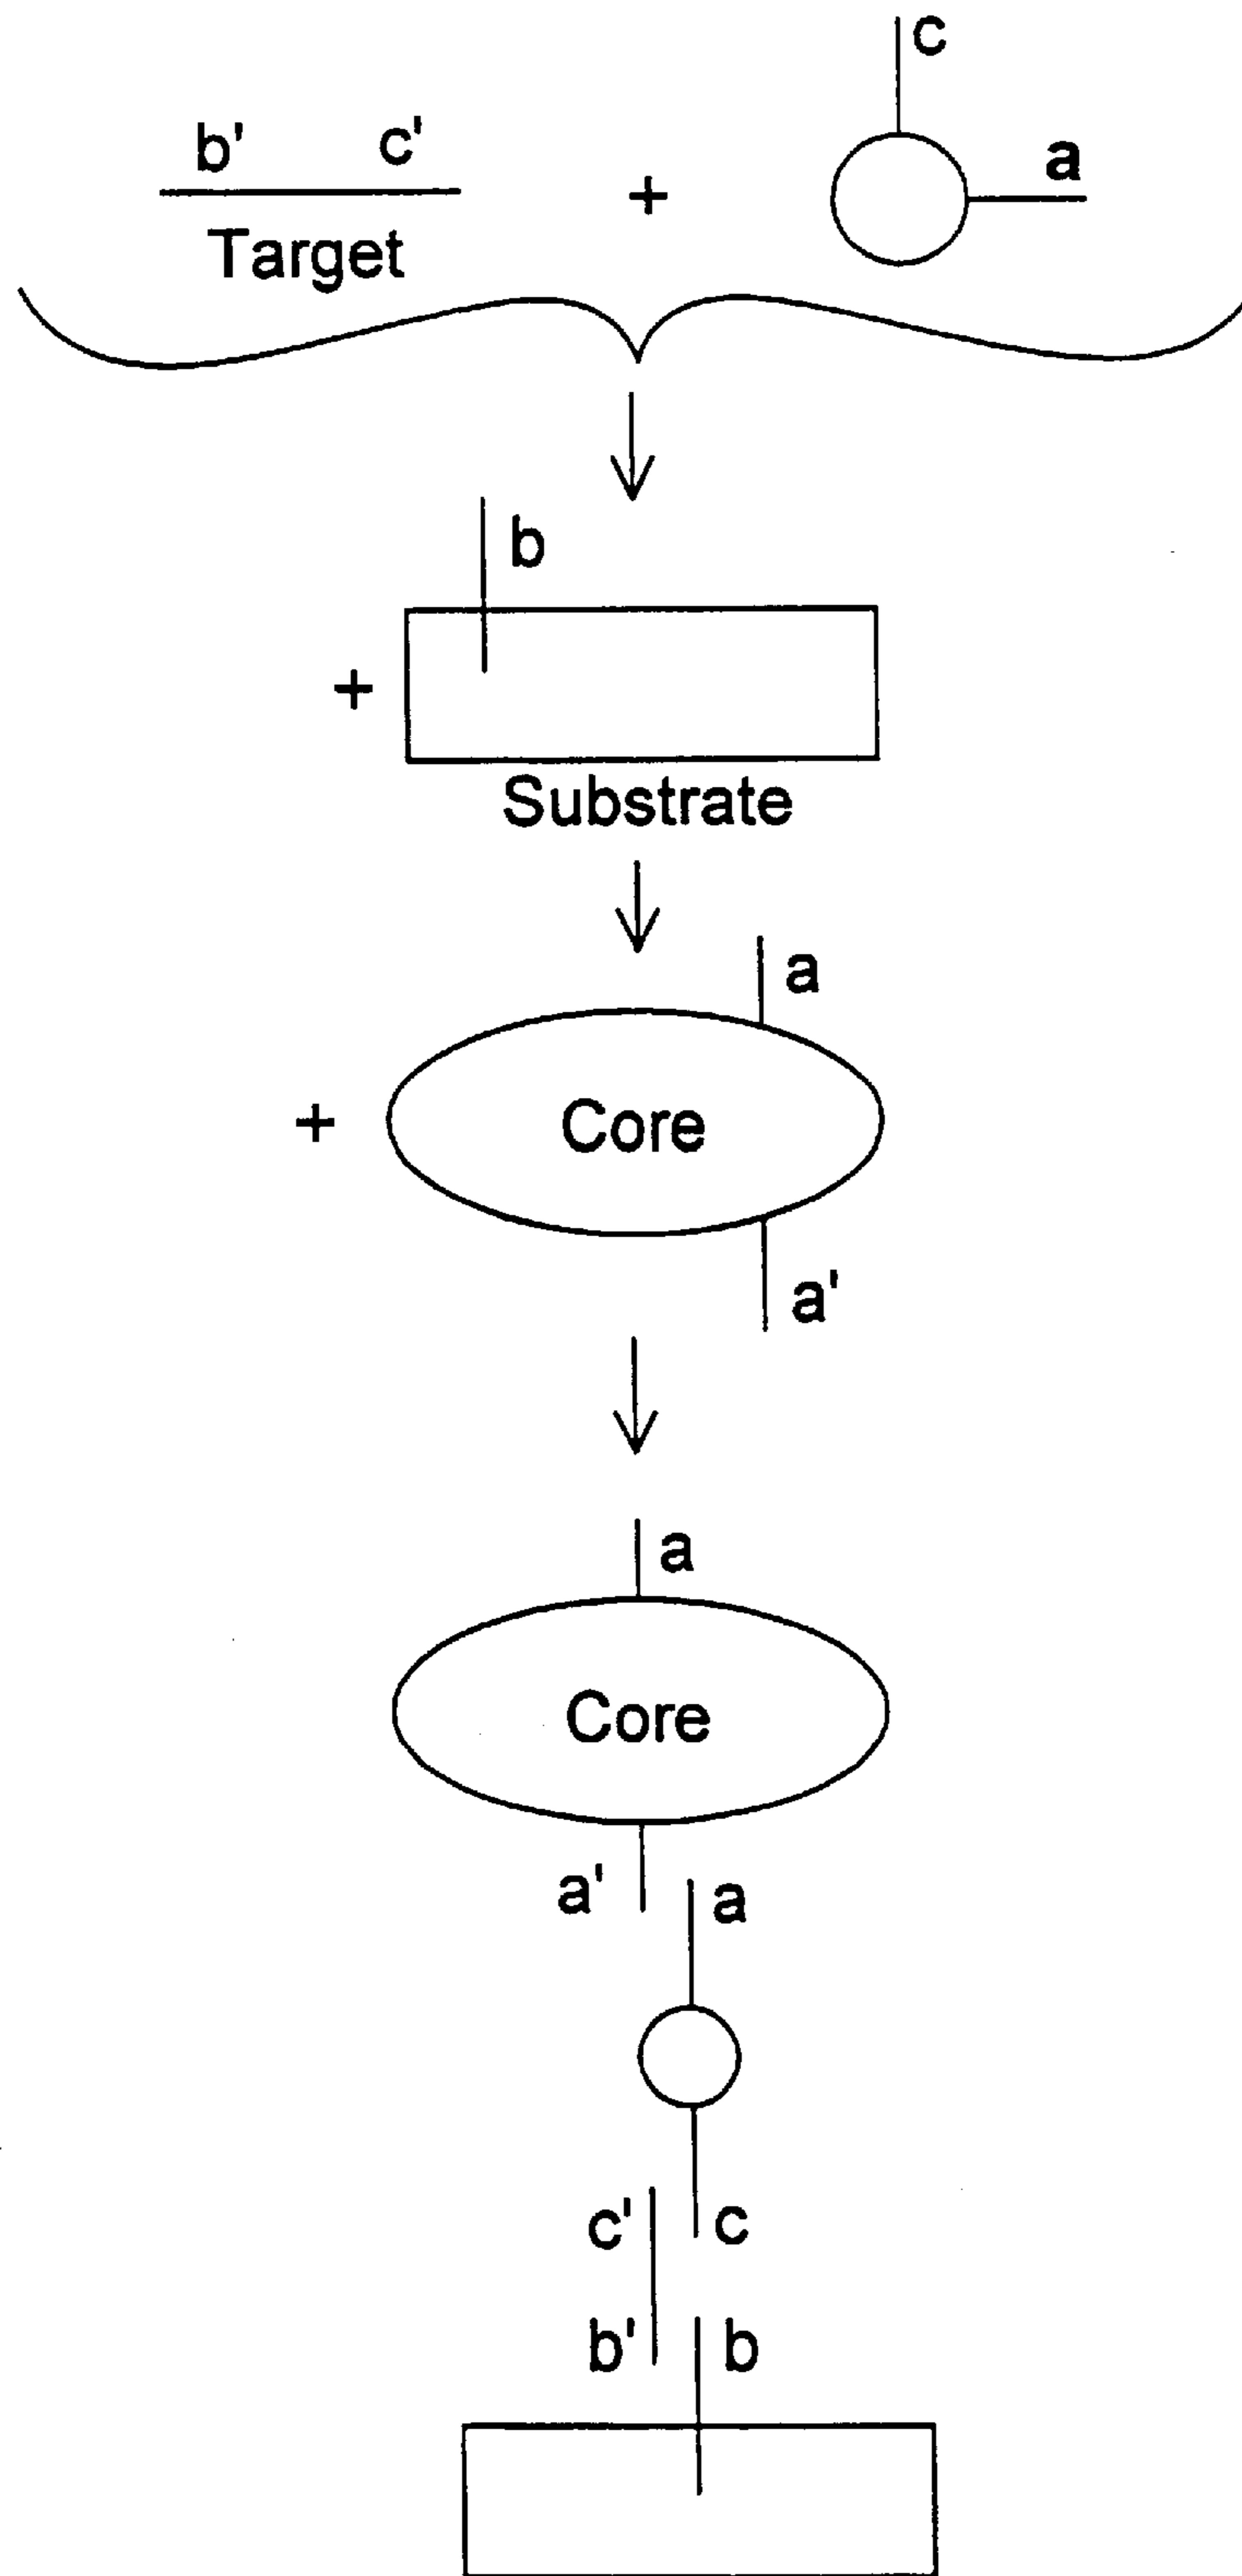 c
b' c' + a
Target
b
+
Substrate
a
+ Core
a'
a
Core
a' a
c' c
b' b